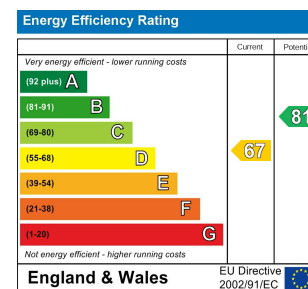 Energy Efficiency Rating
Current
Very energy efficient - lower running costs
(92 plus) A
(81-91) B
81
(69-80) C
(55-68) D
67
(39-54) E
(21-38) F
(1-20) G
Not energy efficient - higher running costs
England & Wales
EU Directive
2002/91/EC